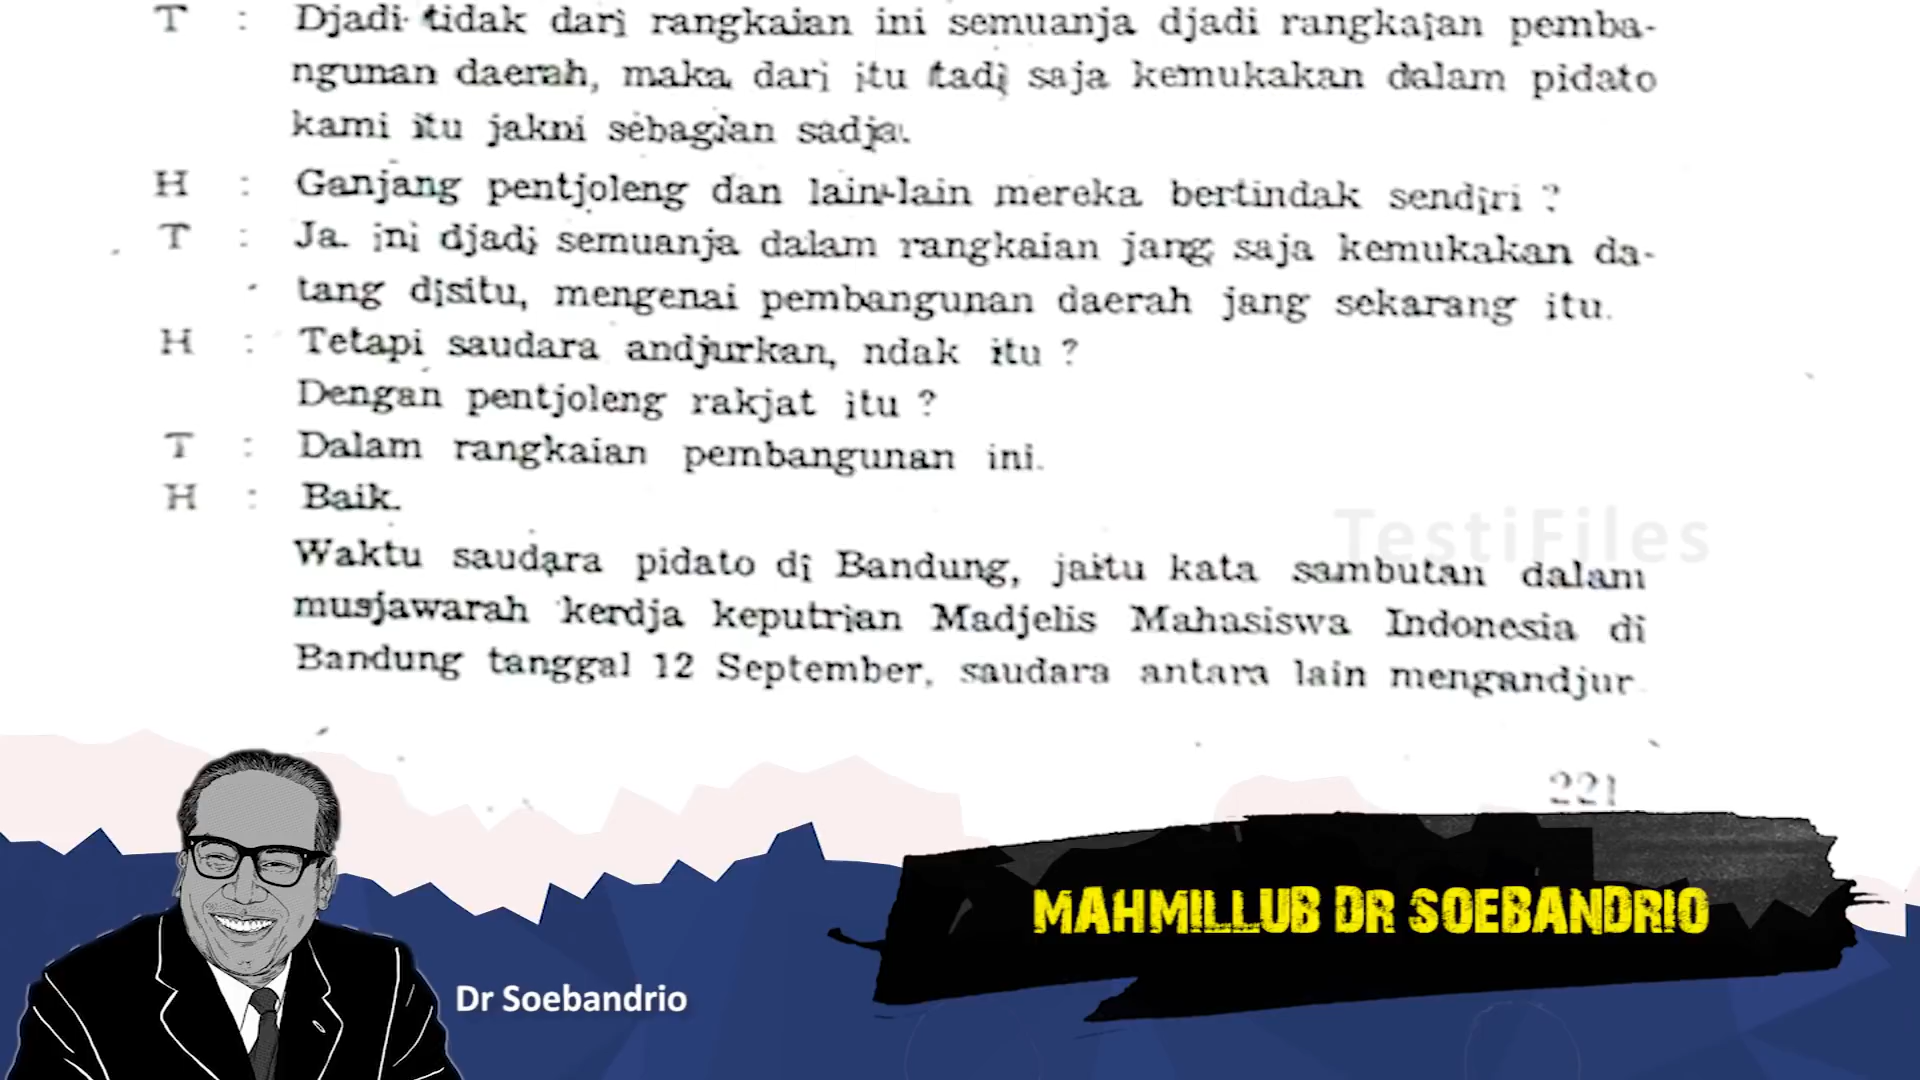 T : Djadi tidak dari rangkaian ini semuanja djadi rangkaian pemba-
ngunan daerah, maka dari itu tadi saja kemukakan dalam pidato
kami itu jakni sebagian sadja.
H : Ganjang pentjoleng dan lain-lain mereka bertindak sendiri ?
T : Ja ini djadi semuanja dalam rangkaian jang saja kemukakan da-
tang disitu, mengenai pembangunan daerah jang sekarang itu.
H : Tetapi saudara andjurkan, ndak itu ?
Dengan pentjoleng rakjat itu ?
T : Dalam rangkaian pembangunan ini.
H : Baik.
TestiFiles
Waktu saudara pidato di Bandung, jaitu kata sambutan dalam
musjawarah kerdja keputrian Madjelis Mahasiswa Indonesia di
Bandung tanggal 12 September, saudara antara lain mengandjur
221
MAHMILLUB DR SOEBANDRIO
Dr Soebandrio